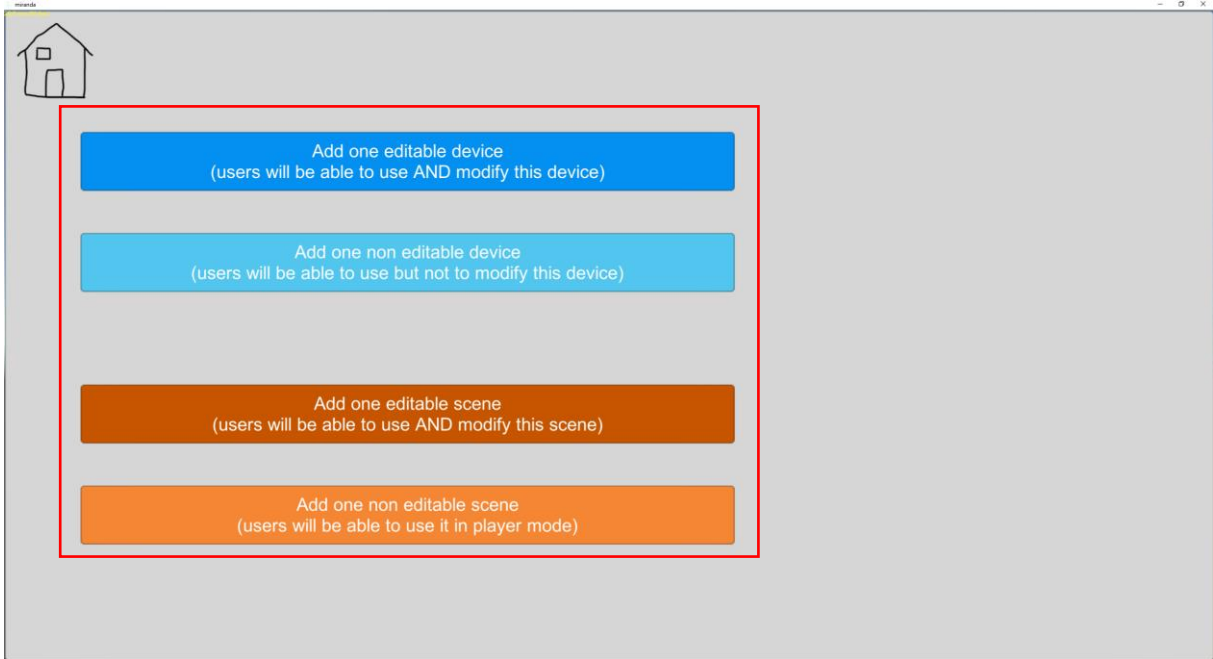 miranda
Add one editable device
(users will be able to use AND modify this device)
Add one non editable device
(users will be able to use but not to modify this device)
Add one editable scene
(users will be able to use AND modify this scene)
Add one non editable scene
(users will be able to use it in player mode)